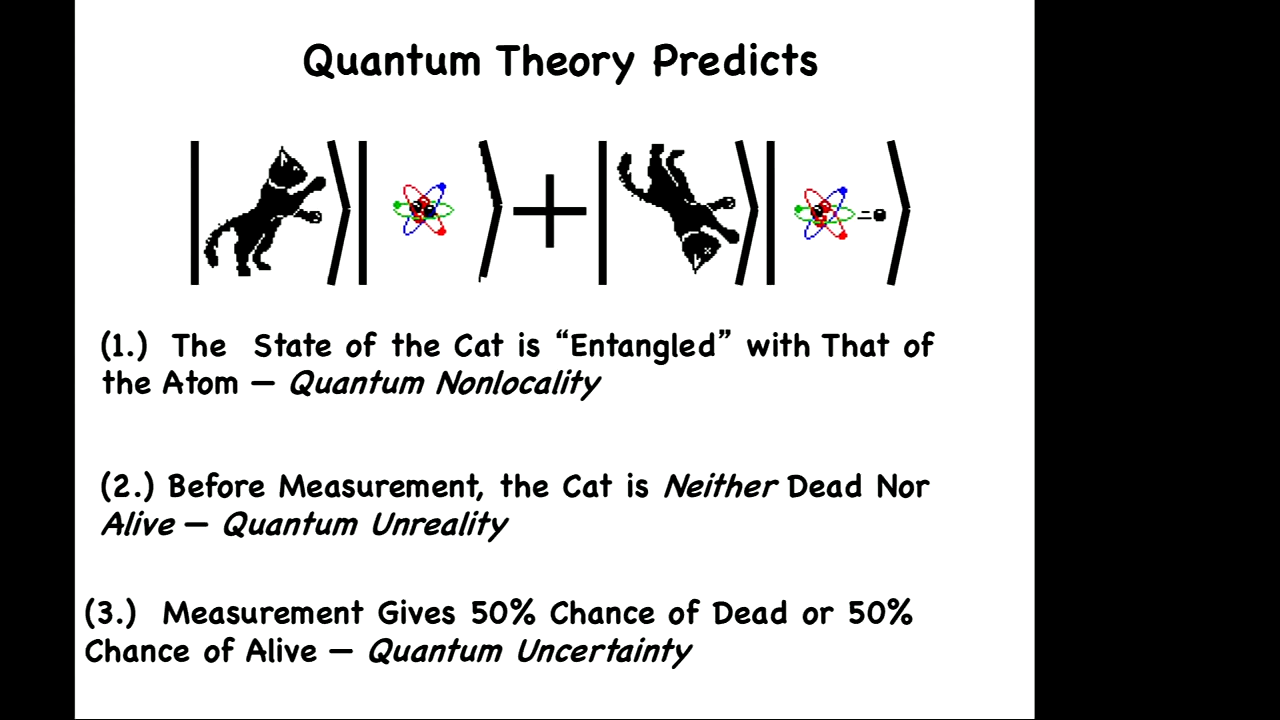 Quantum Theory Predicts
(1.) The State of the Cat is “Entangled” with That of
the Atom — Quantum Nonlocality
(2.) Before Measurement, the Cat is Neither Dead Nor
Alive — Quantum Unreality
(3.) Measurement Gives 50% Chance of Dead or 50%
Chance of Alive — Quantum Uncertainty